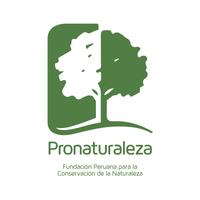 Pronaturaleza
Fundación Peruana para la
Conservación de la Naturaleza